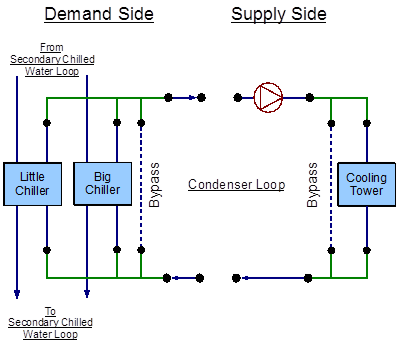 Demand Side
Supply Side
From
Secondary Chilled
Water Loop
Little
Chiller
Big
Chiller
Bypass
Condenser Loop
Bypass
Cooling
Tower
To
Secondary Chilled
Water Loop